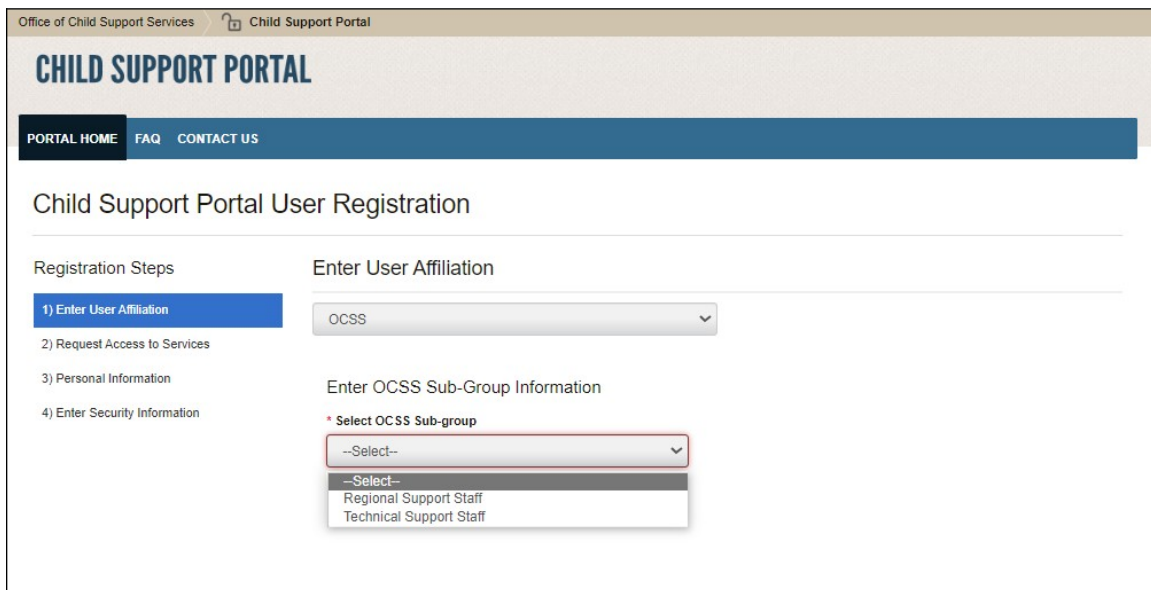 Office of Child Support Services Child Support Portal
CHILD SUPPORT PORTAL
PORTAL HOME FAQ CONTACT US
Child Support Portal User Registration
Registration Steps
1) Enter User Affiliation
2) Request Access to Services
3) Personal Information
4) Enter Security Information
Enter User Affiliation
OCSS
Enter OCSS Sub-Group Information
* Select OCSS Sub-group
--Select--
--Select--
Regional Support Staff
Technical Support Staff